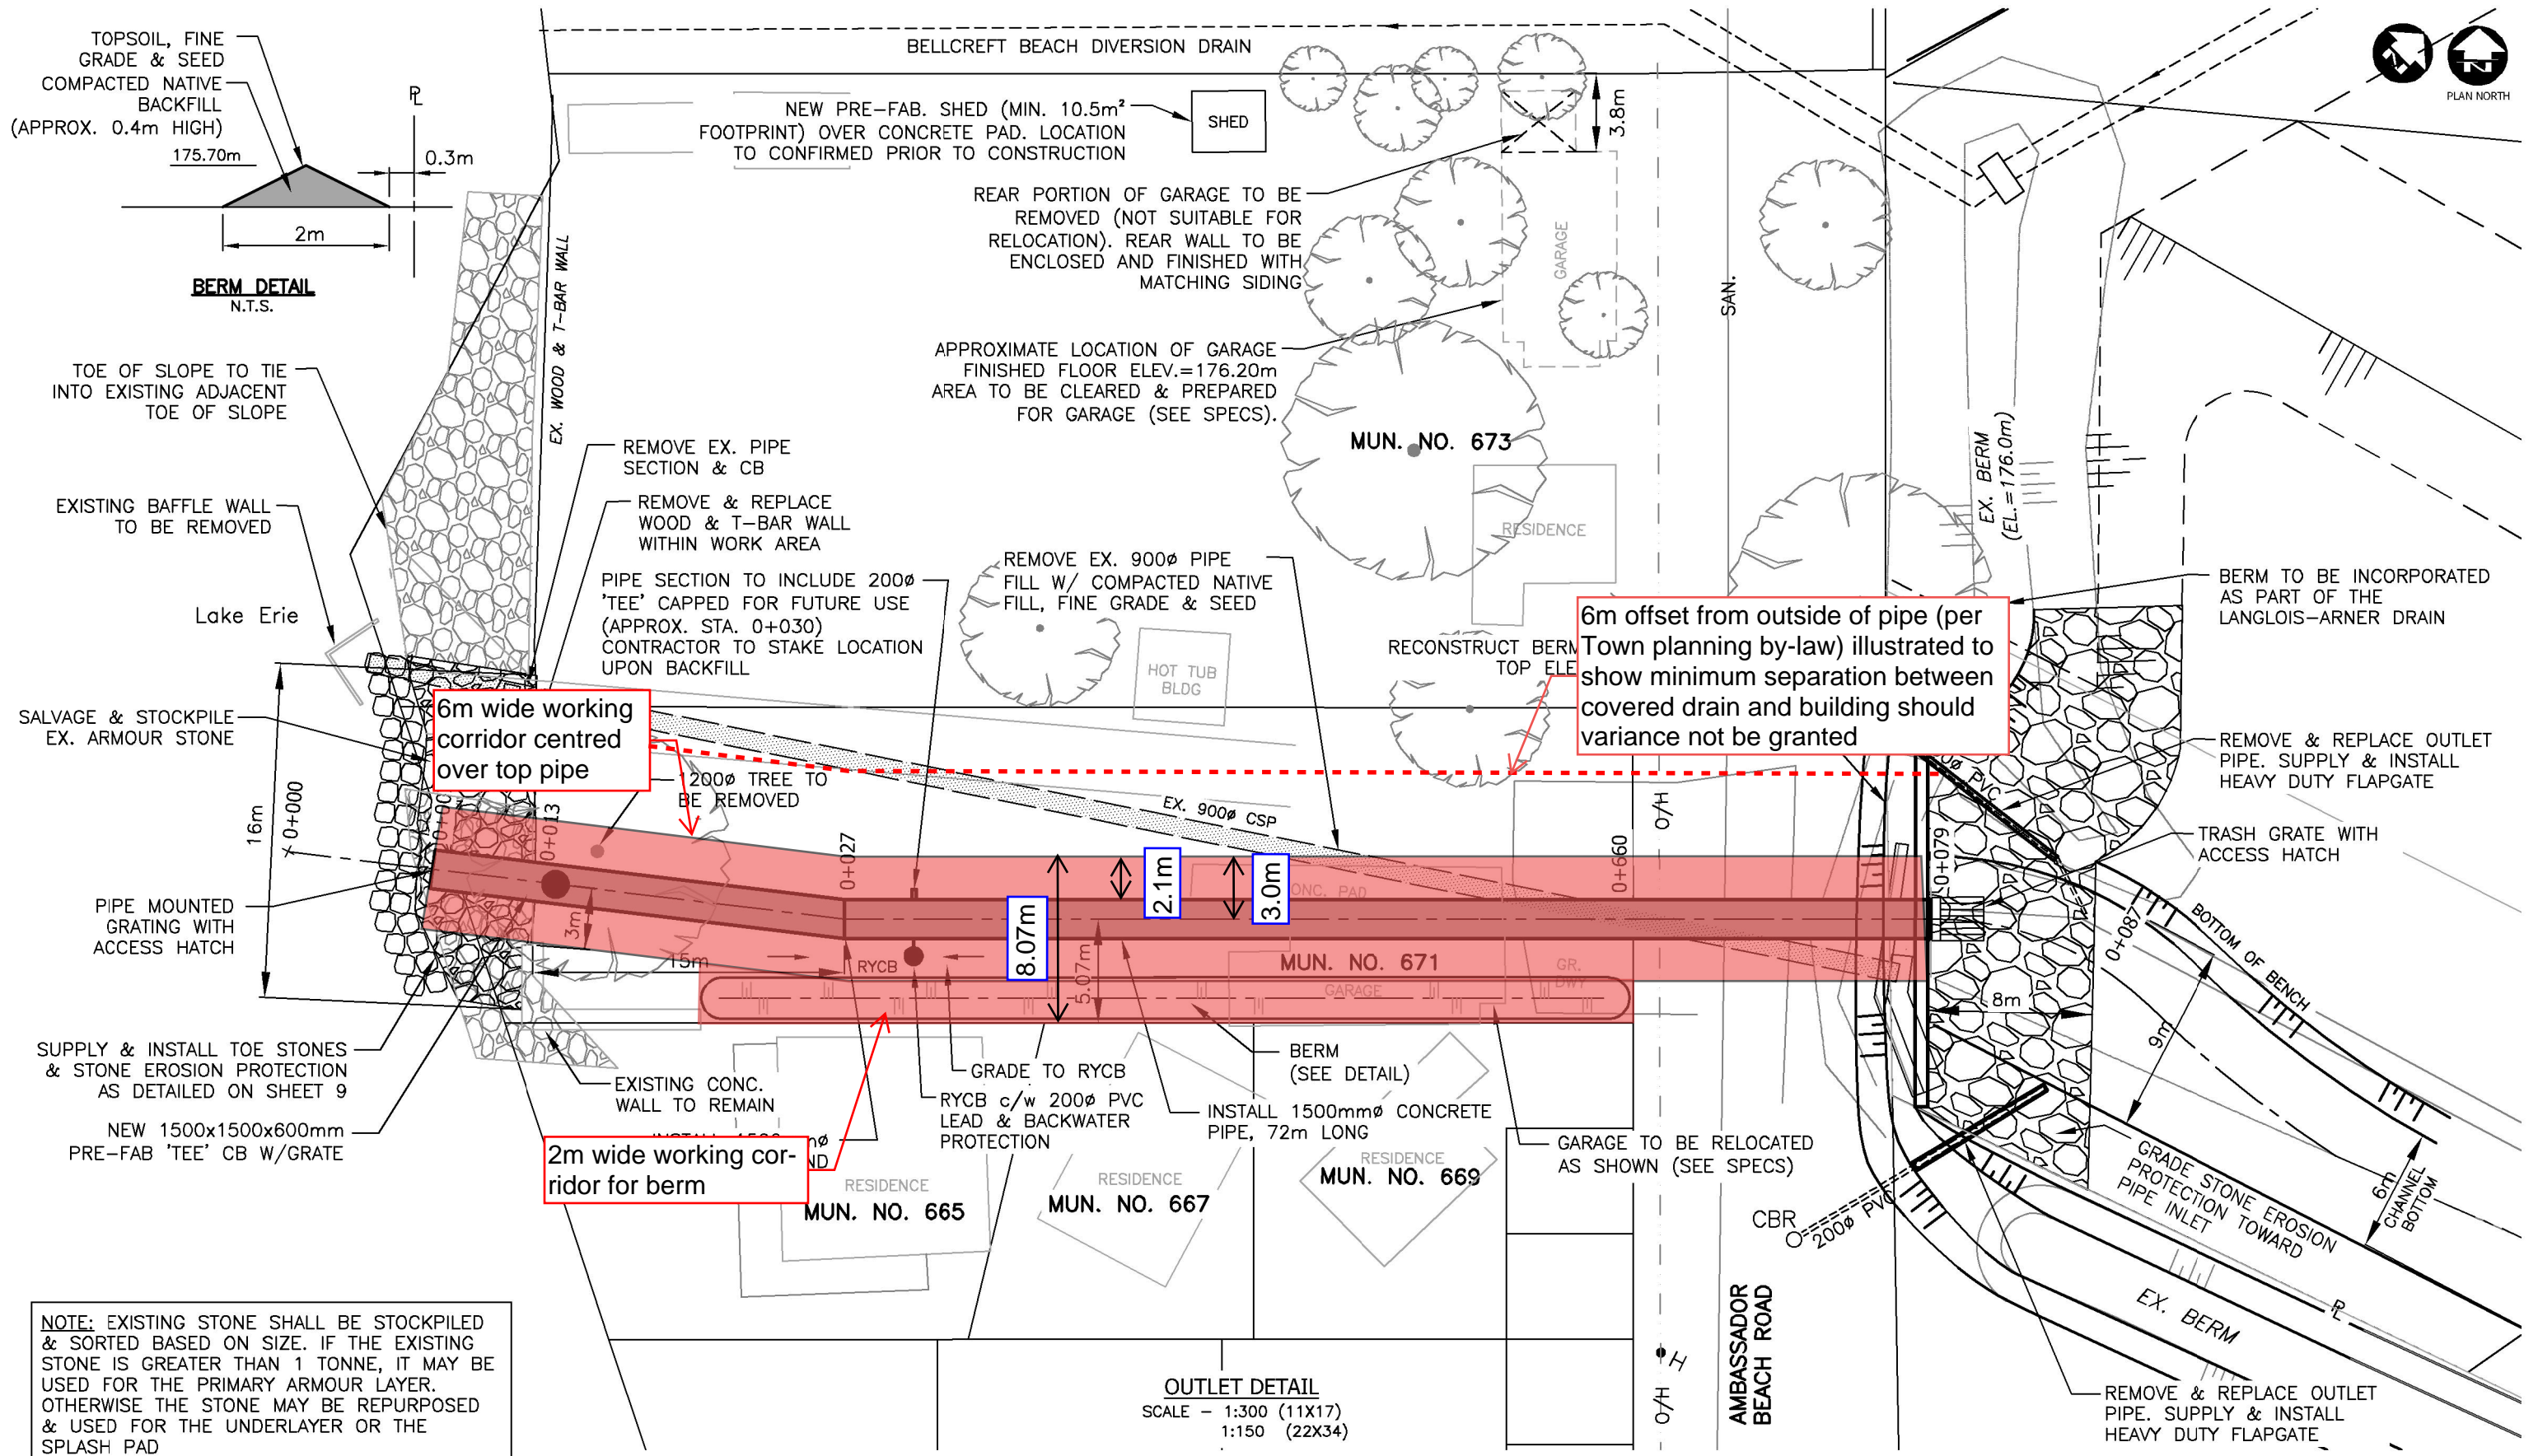 TOPSOIL, FINE
GRADE & SEED
COMPACTED NATIVE
BACKFILL
(APPROX. 0.4m HIGH)
175.70m
0.3m
2m
BERM DETAIL
N.T.S.
BELLCREFT BEACH DIVERSION DRAIN
PLAN NORTH
NEW PRE-FAB. SHED (MIN. 10.5m²
FOOTPRINT) OVER CONCRETE PAD. LOCATION
TO CONFIRMED PRIOR TO CONSTRUCTION
SHED
3.8m
REAR PORTION OF GARAGE TO BE
REMOVED (NOT SUITABLE FOR
RELOCATION). REAR WALL TO BE
ENCLOSED AND FINISHED WITH
MATCHING SIDING
GARAGE
SAN.
EX. WOOD & T-BAR WALL
APPROXIMATE LOCATION OF GARAGE
FINISHED FLOOR ELEV.=176.20m
AREA TO BE CLEARED & PREPARED
FOR GARAGE (SEE SPECS).
MUN. NO. 673
RESIDENCE
EX. BERM
(EL.=176.0m)
TOE OF SLOPE TO TIE
INTO EXISTING ADJACENT
TOE OF SLOPE
EXISTING BAFFLE WALL
TO BE REMOVED
Lake Erie
REMOVE EX. PIPE
SECTION & CB
REMOVE & REPLACE
WOOD & T-BAR WALL
WITHIN WORK AREA
PIPE SECTION TO INCLUDE 200ø
'TEE' CAPPED FOR FUTURE USE
(APPROX. STA. 0+030)
CONTRACTOR TO STAKE LOCATION
UPON BACKFILL
REMOVE EX. 900ø PIPE
FILL W/ COMPACTED NATIVE
FILL, FINE GRADE & SEED
HOT TUB
BLDG
RECONSTRUCT BERM
TOP ELE
6m offset from outside of pipe (per
Town planning by-law) illustrated to
show minimum separation between
covered drain and building should
variance not be granted
BERM TO BE INCORPORATED
AS PART OF THE
LANGLOIS-ARNER DRAIN
REMOVE & REPLACE OUTLET
PIPE. SUPPLY & INSTALL
HEAVY DUTY FLAPGATE
TRASH GRATE WITH
ACCESS HATCH
SALVAGE & STOCKPILE
EX. ARMOUR STONE
6m wide working
corridor centred
over top pipe
1200ø TREE TO
BE REMOVED
EX. 900ø CSP
ø PVC
16m
0+000
0+013
0+027
0+660
O/H
0+079
0+087
2.1m
3.0m
8.07m
5.07m
3m
15m
RYCB
MUN. NO. 671
GARAGE
GR.
DWY
8m
9m
BOTTOM OF BENCH
PIPE MOUNTED
GRATING WITH
ACCESS HATCH
SUPPLY & INSTALL TOE STONES
& STONE EROSION PROTECTION
AS DETAILED ON SHEET 9
NEW 1500x1500x600mm
PRE-FAB 'TEE' CB W/GRATE
EXISTING CONC.
WALL TO REMAIN
2m wide working cor-
ridor for berm
GRADE TO RYCB
RYCB c/w 200ø PVC
LEAD & BACKWATER
PROTECTION
BERM
(SEE DETAIL)
INSTALL 1500mmø CONCRETE
PIPE, 72m LONG
GARAGE TO BE RELOCATED
AS SHOWN (SEE SPECS)
RESIDENCE
MUN. NO. 665
RESIDENCE
MUN. NO. 667
RESIDENCE
MUN. NO. 669
CBR
200ø PVC
GRADE STONE EROSION
PROTECTION TOWARD
PIPE INLET
6m
CHANNEL
BOTTOM
EX. BERM
AMBASSADOR
BEACH ROAD
H
O/H
NOTE: EXISTING STONE SHALL BE STOCKPILED
& SORTED BASED ON SIZE. IF THE EXISTING
STONE IS GREATER THAN 1 TONNE, IT MAY BE
USED FOR THE PRIMARY ARMOUR LAYER.
OTHERWISE THE STONE MAY BE REPURPOSED
& USED FOR THE UNDERLAYER OR THE
SPLASH PAD
OUTLET DETAIL
SCALE - 1:300 (11X17)
1:150 (22X34)
REMOVE & REPLACE OUTLET
PIPE. SUPPLY & INSTALL
HEAVY DUTY FLAPGATE